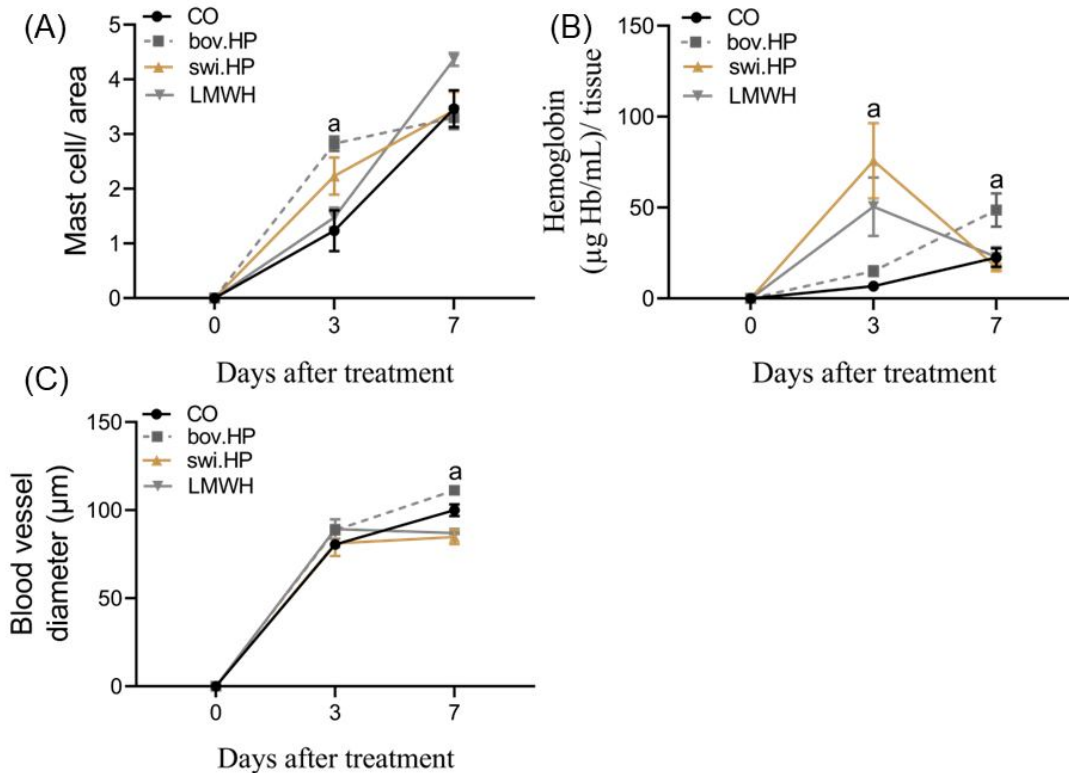 (A)
CO
bov.HP
swi.HP
LMWH
Mast cell/ area
5
4
3
2
1
0
a
0 3 7
Days after treatment
(B)
CO
bov.HP
swi.HP
LMWH
Hemoglobin
(µg Hb/mL)/ tissue
150
100
50
0
a
a
0 3 7
Days after treatment
(C)
CO
bov.HP
swi.HP
LMWH
Blood vessel
diameter (µm)
150
100
50
0
a
0 3 7
Days after treatment